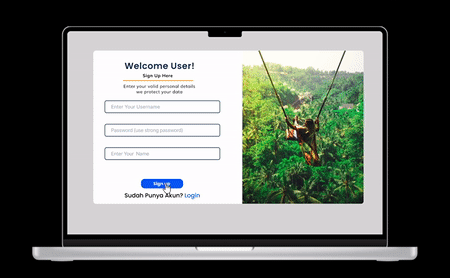 Welcome User!
Sign Up Here
Enter your valid personal details
we protect your data
Enter Your Username
Password (use strong password)
Enter Your Name
Sign up
Sudah Punya Akun? Login